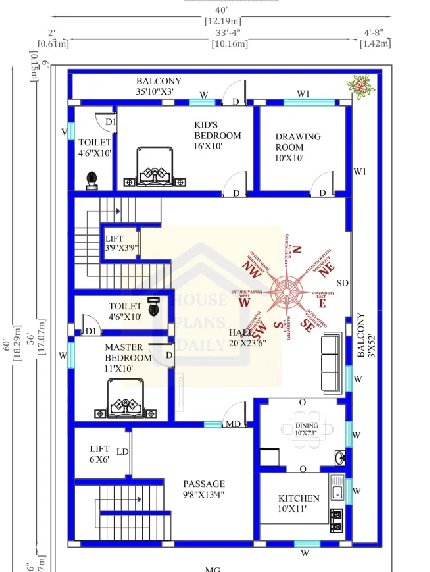 40'
[12.19m]
2'
[0.61m]
33'-4"
[10.16m]
4'-8"
[1.42m]
BALCONY
35'10"X3'
W
D
W1
V
TOILET
4'6"X10'
D1
KID'S
BEDROOM
16'X10'
DRAWING
ROOM
10'X10'
W1
D
D
LIFT
3'9"X3'9"
N
NW
NE
W
E
SW
SE
S
SD
HOUSE
PLANS
DAILY
TOILET
4'6"X10'
D1
HALL
20'X23'6"
BALCONY
3'X52'
W
MASTER
BEDROOM
11'X10'
D
W
60'
[18.29m]
56'
[17.07m]
MD
O
DINING
10'X7'3"
W
LIFT
6'X6'
LD
O
PASSAGE
9'8"X13'4"
KITCHEN
10'X11'
W
W
MG